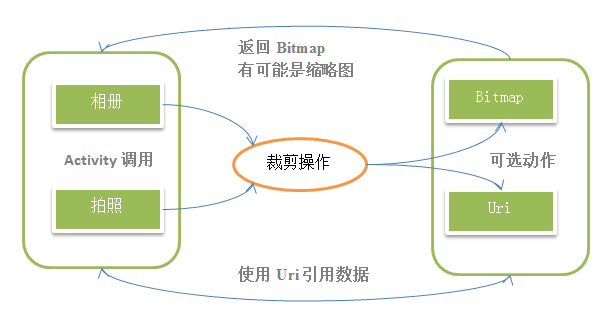 返回 Bitmap
有可能是缩略图
相册
Bitmap
Activity 调用
裁剪操作
可选动作
拍照
Uri
使用 Uri 引用数据